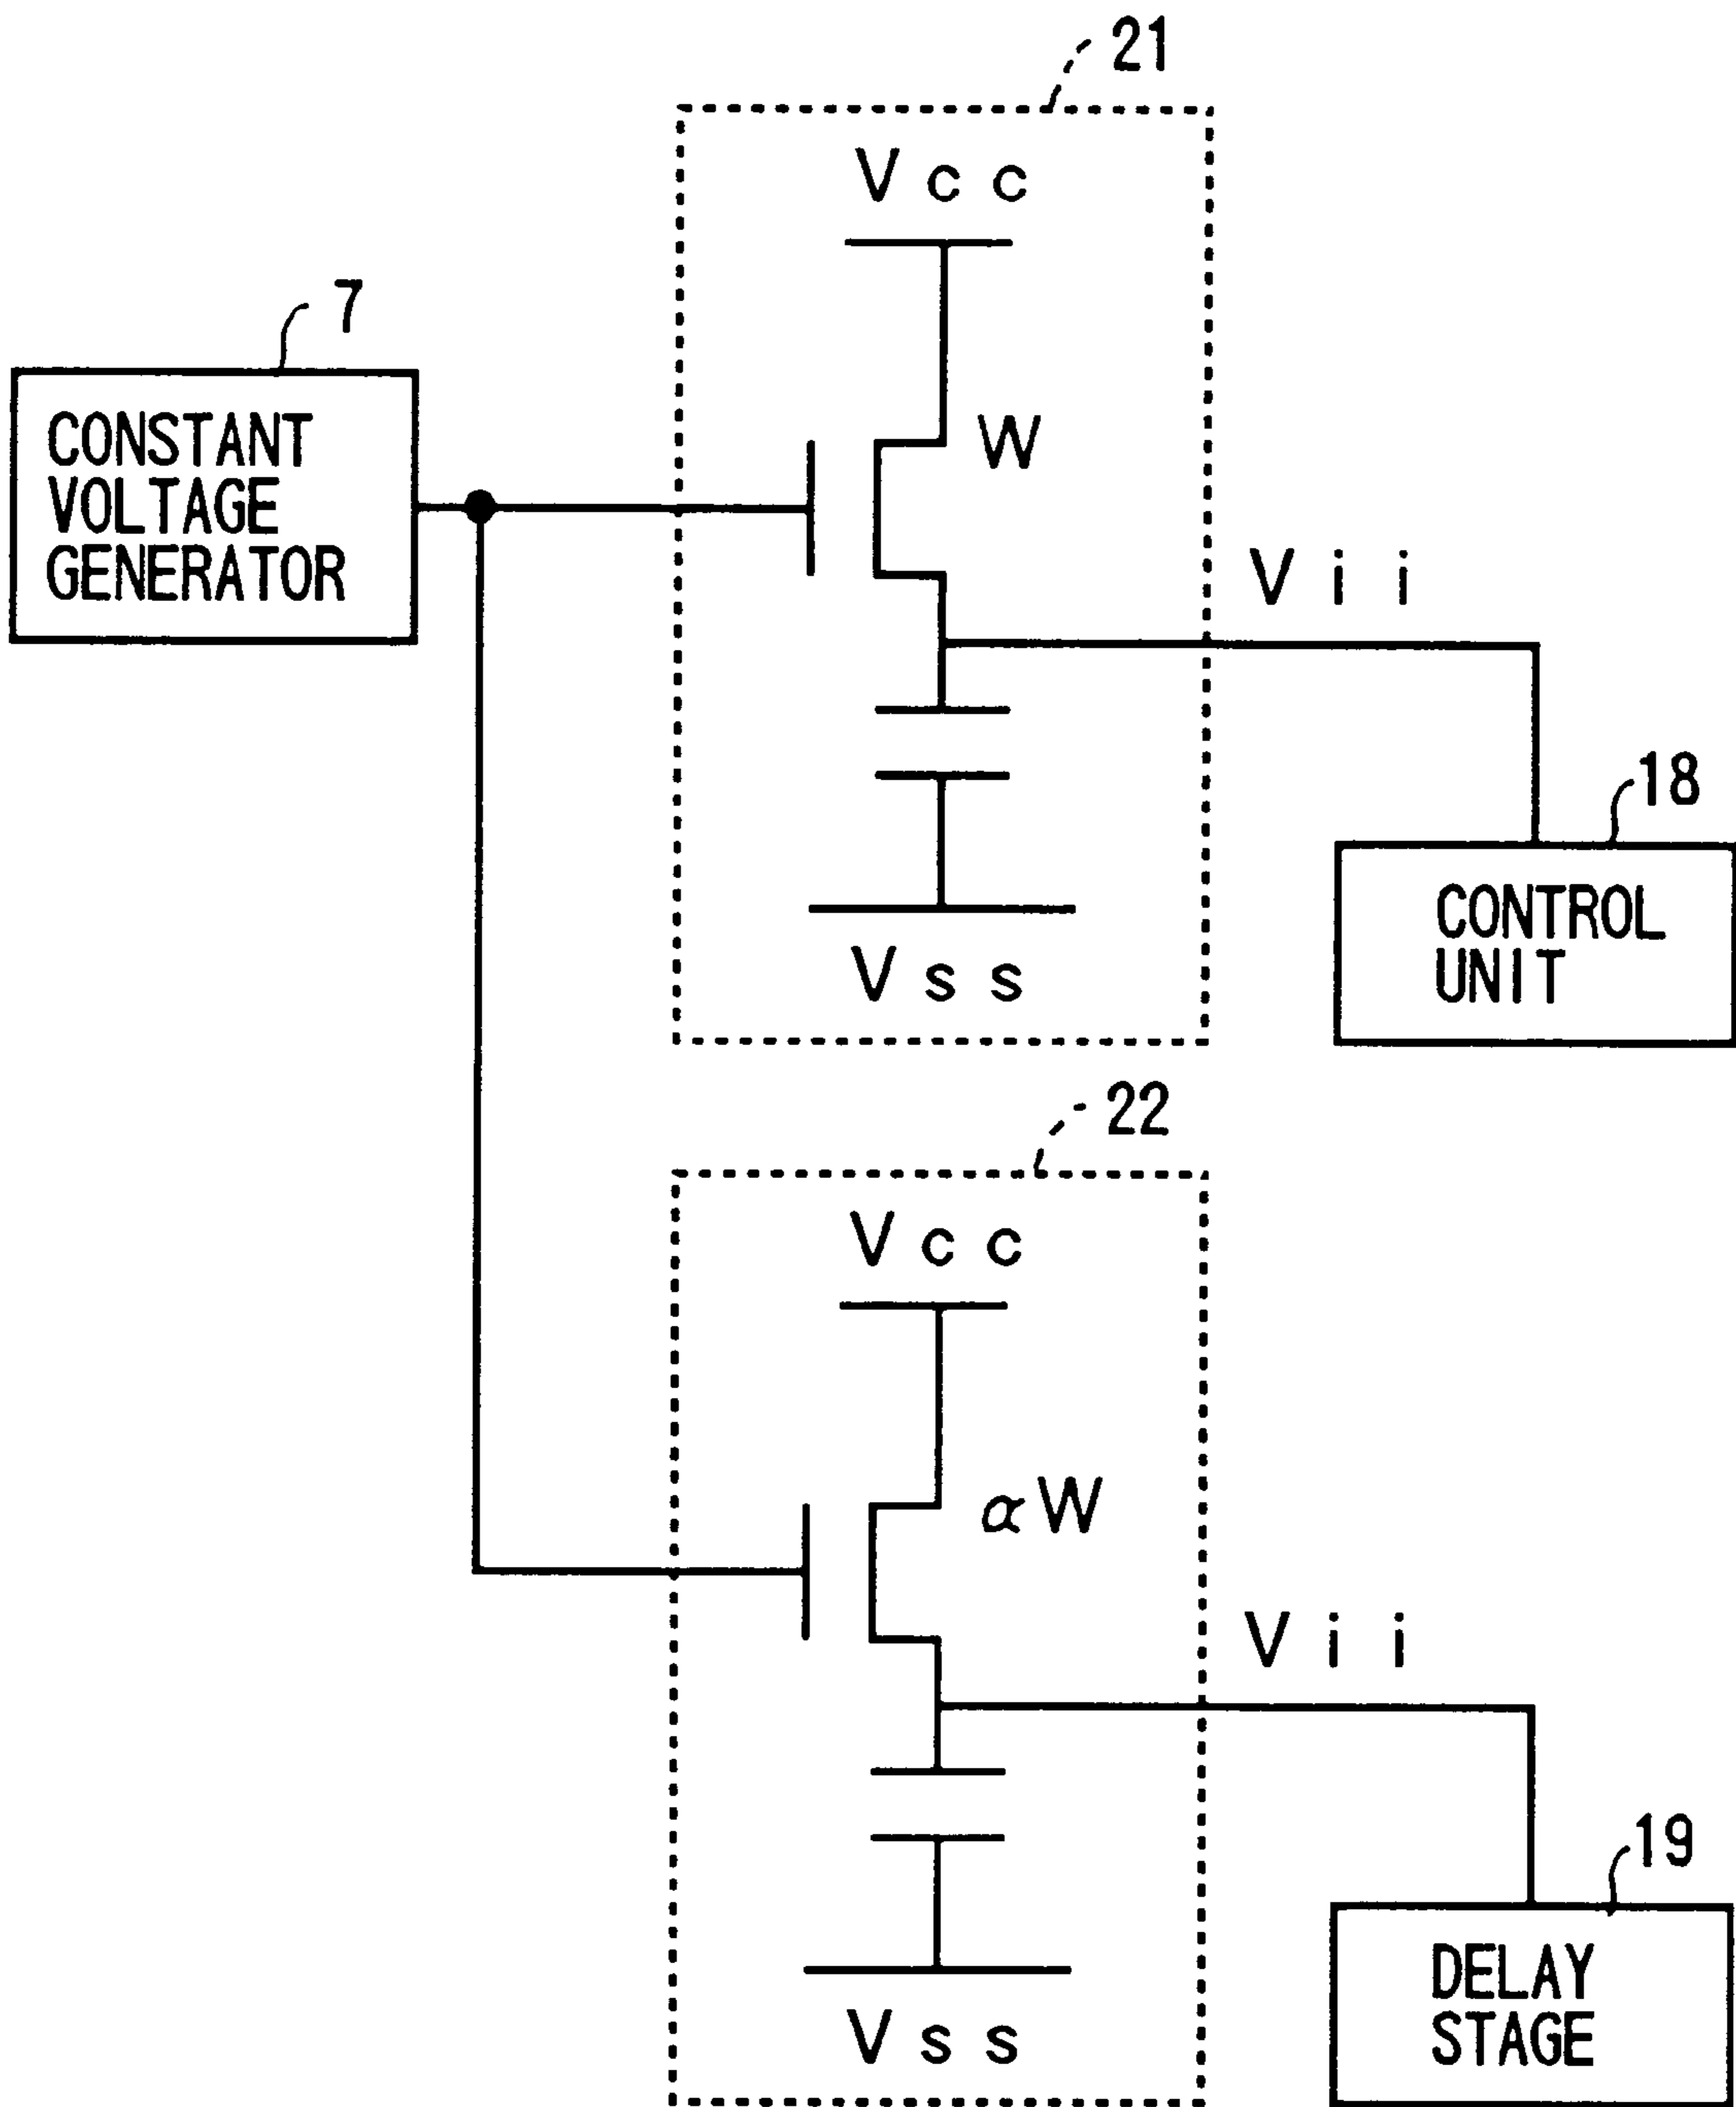 21
Vcc
7
CONSTANT
VOLTAGE
GENERATOR
W
Vii
18
CONTROL
UNIT
Vss
22
Vcc
αW
Vii
19
DELAY
STAGE
Vss